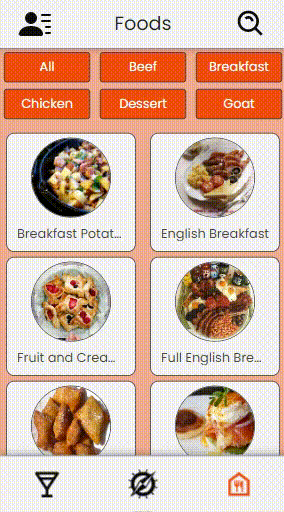 Foods
All Beef Breakfast
Chicken Dessert Goat
Breakfast Potat... English Breakfast
Fruit and Crea... Full English Bre...